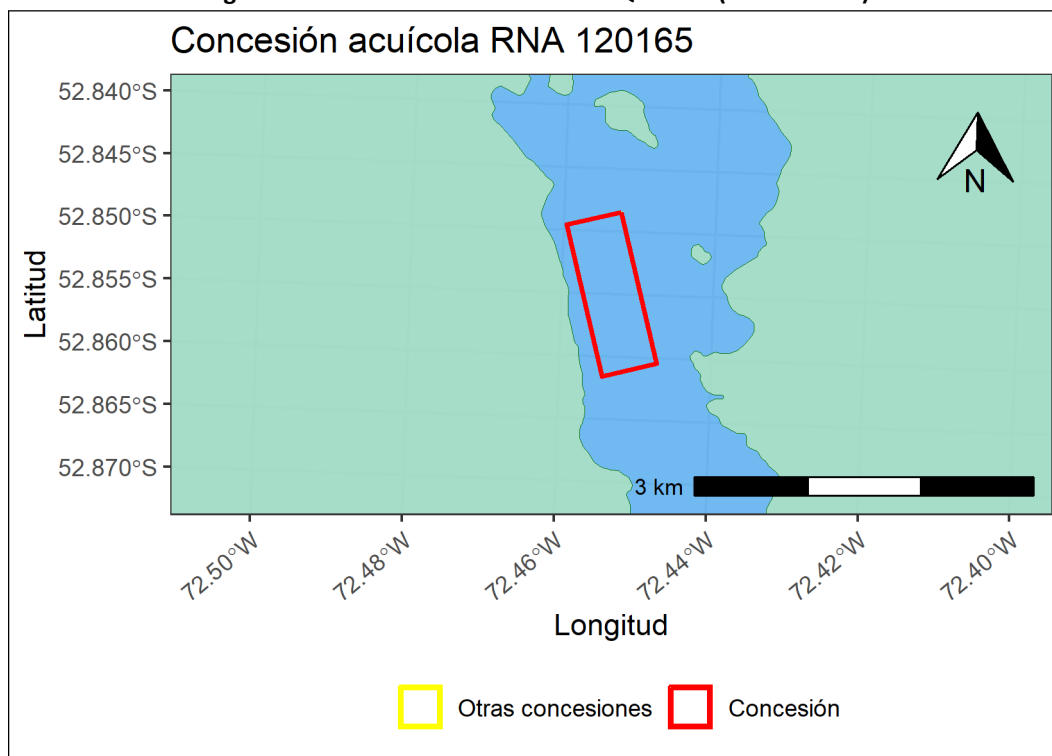 Concesión acuícola RNA 120165
52.840°S
52.845°S
52.850°S
52.855°S
52.860°S
52.865°S
52.870°S
Latitud
N
3 km
72.50°W
72.48°W
72.46°W
72.44°W
72.42°W
72.40°W
Longitud
Otras concesiones
Concesión